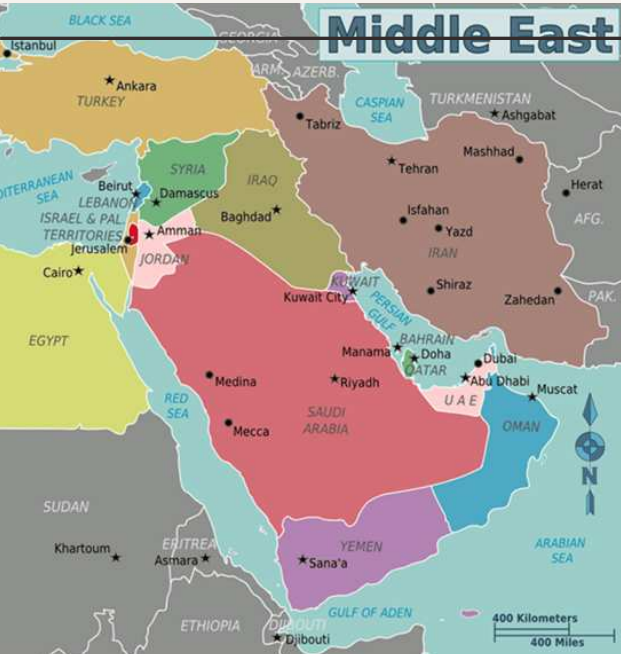 BLACK SEA
Middle East
GEORGIA
Istanbul
ARM.
AZERB.
Ankara
TURKEY
CASPIAN
SEA
TURKMENISTAN
Ashgabat
Tabriz
Mashhad
Tehran
SYRIA
IRAQ
DITERRANEAN
SEA
Beirut
LEBANON
Damascus
Herat
AFG.
ISRAEL & PAL.
TERRITORIES
Baghdad
Isfahan
Yazd
IRAN
Amman
Jerusalem
JORDAN
Cairo
KUWAIT
Kuwait City
PERSIAN
GULF
Shiraz
Zahedan
PAK.
EGYPT
BAHRAIN
Manama
Doha
QATAR
Dubai
Abu Dhabi
Muscat
Medina
Riyadh
UAE
RED
SEA
SAUDI
ARABIA
OMAN
Mecca
N
SUDAN
Khartoum
ERITREA
Asmara
YEMEN
Sana'a
ARABIAN
SEA
GULF OF ADEN
ETHIOPIA
DJIBOUTI
Djibouti
400 Kilometers
400 Miles